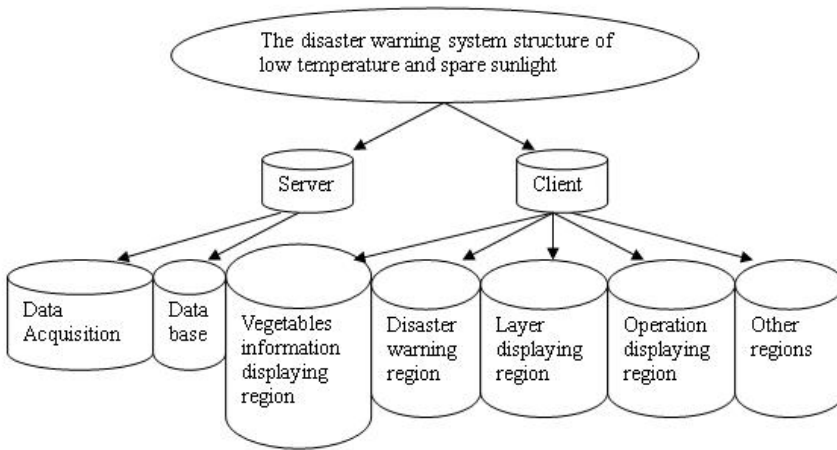 The disaster warning system structure of
low temperature and spare sunlight
Server
Client
Data
Acquisition
Data
base
Vegetables
information
displaying
region
Disaster
warning
region
Layer
displaying
region
Operation
displaying
region
Other
regions